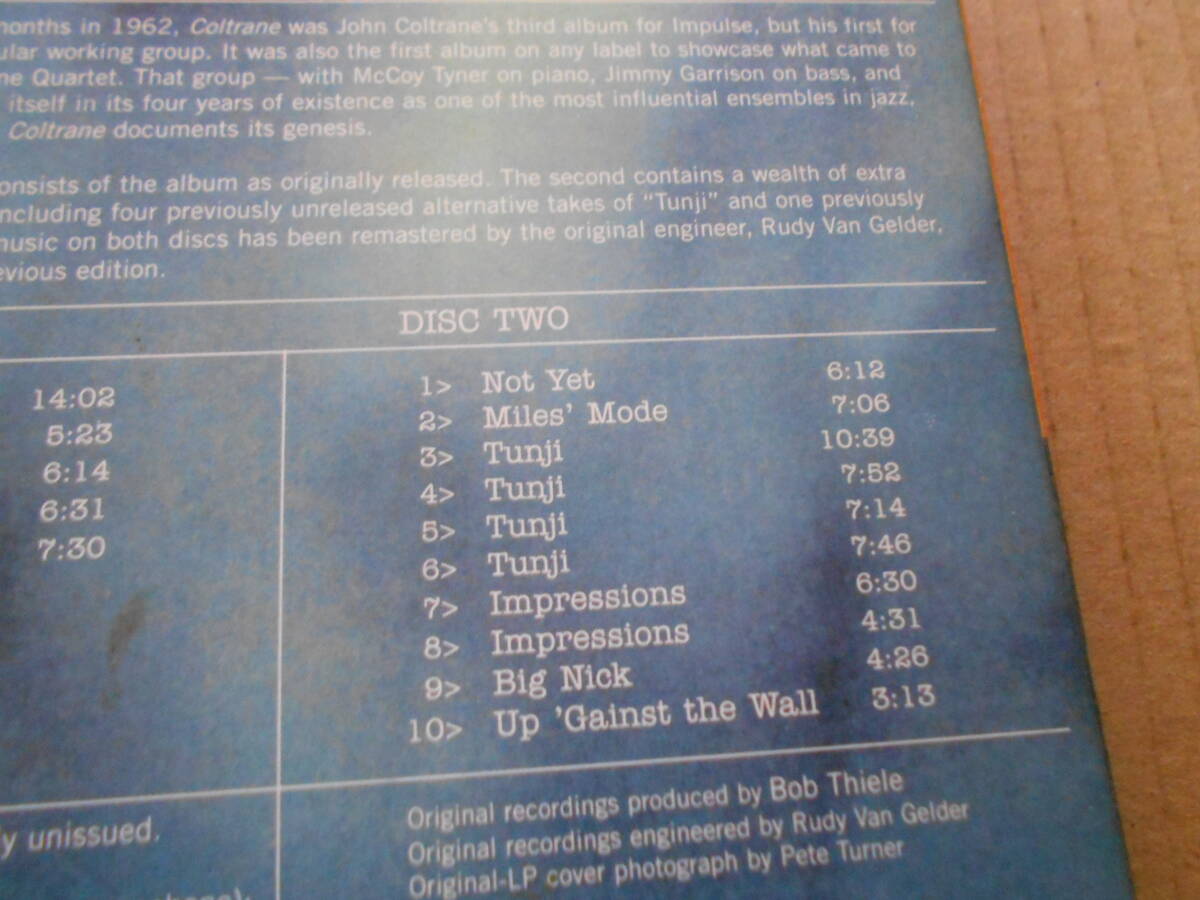 months in 1962, Coltrane was John Coltrane's third album for Impulse, but his first for
working group. It was also the first album on any label to showcase what came to
Quartet. That group — with McCoy Tyner on piano, Jimmy Garrison on bass, and
itself in its four years of existence as one of the most influential ensembles in jazz.
Coltrane documents its genesis.
of the album as originally released. The second contains a wealth of extra
including four previously unreleased alternative takes of “Tunji” and one previously
music on both discs has been remastered by the original engineer, Rudy Van Gelder,
edition.
DISC TWO
14:02
5:23
6:14
6:31
7:30
1> Not Yet 6:12
2> Miles' Mode 7:06
3> Tunji 10:39
4> Tunji 7:52
5> Tunji 7:14
6> Tunji 7:46
7> Impressions 6:30
8> Impressions 4:31
9> Big Nick 4:26
10> Up 'Gainst the Wall 3:13
unissued.
Original recordings produced by Bob Thiele
Original recordings engineered by Rudy Van Gelder
Original-LP cover photograph by Pete Turner